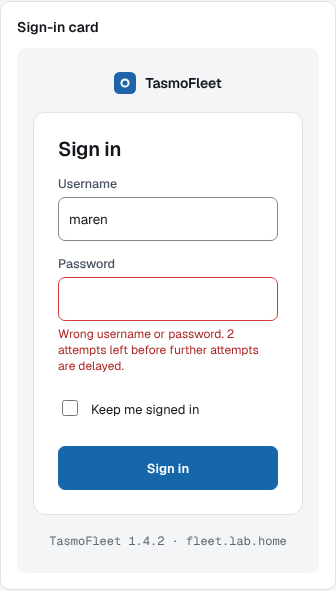 Sign-in card
TasmoFleet
Sign in
Username
maren
Password
Wrong username or password. 2
attempts left before further attempts
are delayed.
Keep me signed in
Sign in
TasmoFleet 1.4.2 · fleet.lab.home